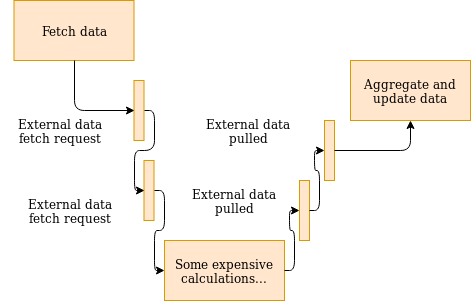 Fetch data
Aggregate and
update data
External data
fetch request
External data
pulled
External data
fetch request
External data
pulled
Some expensive
calculations...